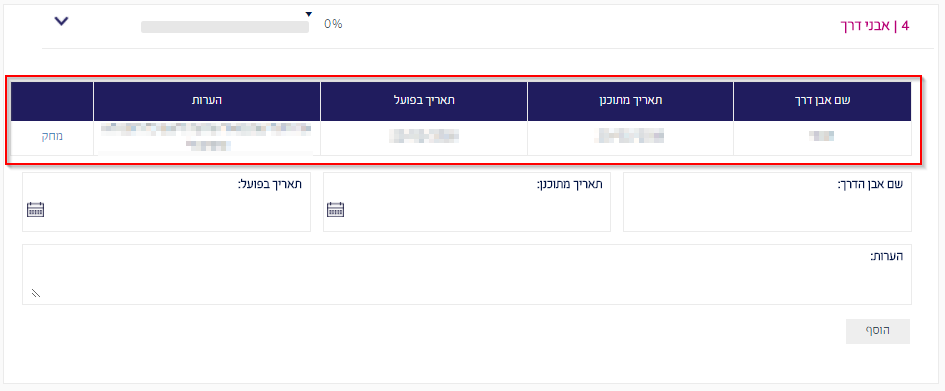 4 | אבני דרך
0%
שם אבן דרך תאריך מתוכנן תאריך בפועל הערות
מחק
שם אבן הדרך: תאריך מתוכנן: תאריך בפועל:
הערות:
הוסף